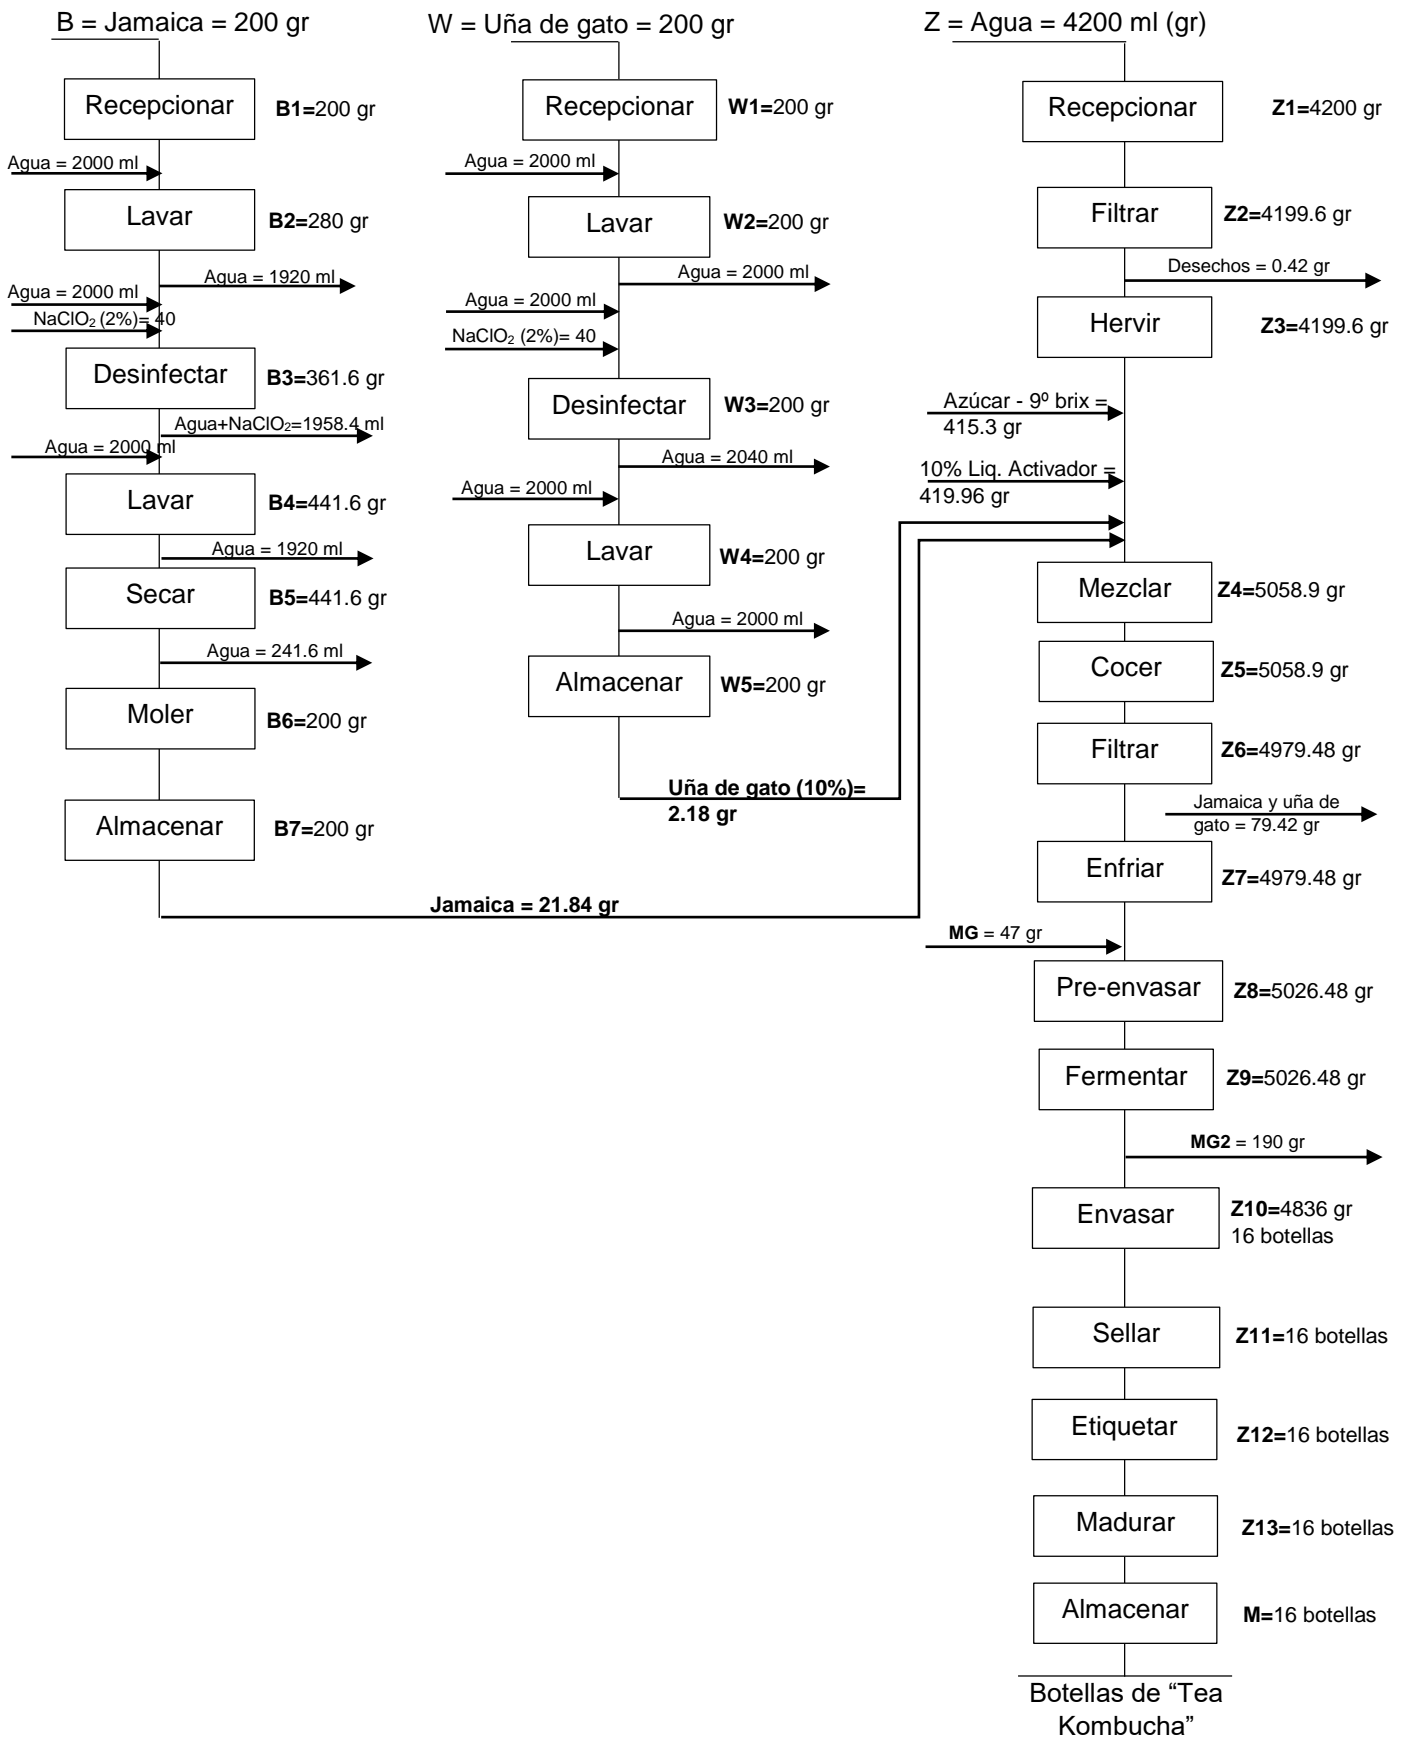 B = Jamaica = 200 gr
Recepcionar
B1=200 gr
Agua = 2000 ml
Lavar
B2=280 gr
Agua = 1920 ml
Agua = 2000 ml
NaClO₂ (2%)= 40
Desinfectar
B3=361.6 gr
Agua+NaClO₂=1958.4 ml
Agua = 2000 ml
Lavar
B4=441.6 gr
Agua = 1920 ml
Secar
B5=441.6 gr
Agua = 241.6 ml
Moler
B6=200 gr
Almacenar
B7=200 gr
Jamaica = 21.84 gr
W = Uña de gato = 200 gr
Recepcionar
W1=200 gr
Agua = 2000 ml
Lavar
W2=200 gr
Agua = 2000 ml
Agua = 2000 ml
NaClO₂ (2%)= 40
Desinfectar
W3=200 gr
Agua = 2040 ml
Agua = 2000 ml
Lavar
W4=200 gr
Agua = 2000 ml
Almacenar
W5=200 gr
Uña de gato (10%)=
2.18 gr
Z = Agua = 4200 ml (gr)
Recepcionar
Z1=4200 gr
Filtrar
Z2=4199.6 gr
Desechos = 0.42 gr
Hervir
Z3=4199.6 gr
Azúcar - 9º brix =
415.3 gr
10% Liq. Activador =
419.96 gr
Mezclar
Z4=5058.9 gr
Cocer
Z5=5058.9 gr
Filtrar
Z6=4979.48 gr
Jamaica y uña de
gato = 79.42 gr
Enfriar
Z7=4979.48 gr
MG = 47 gr
Pre-envasar
Z8=5026.48 gr
Fermentar
Z9=5026.48 gr
MG2 = 190 gr
Envasar
Z10=4836 gr
16 botellas
Sellar
Z11=16 botellas
Etiquetar
Z12=16 botellas
Madurar
Z13=16 botellas
Almacenar
M=16 botellas
Botellas de “Tea
Kombucha”